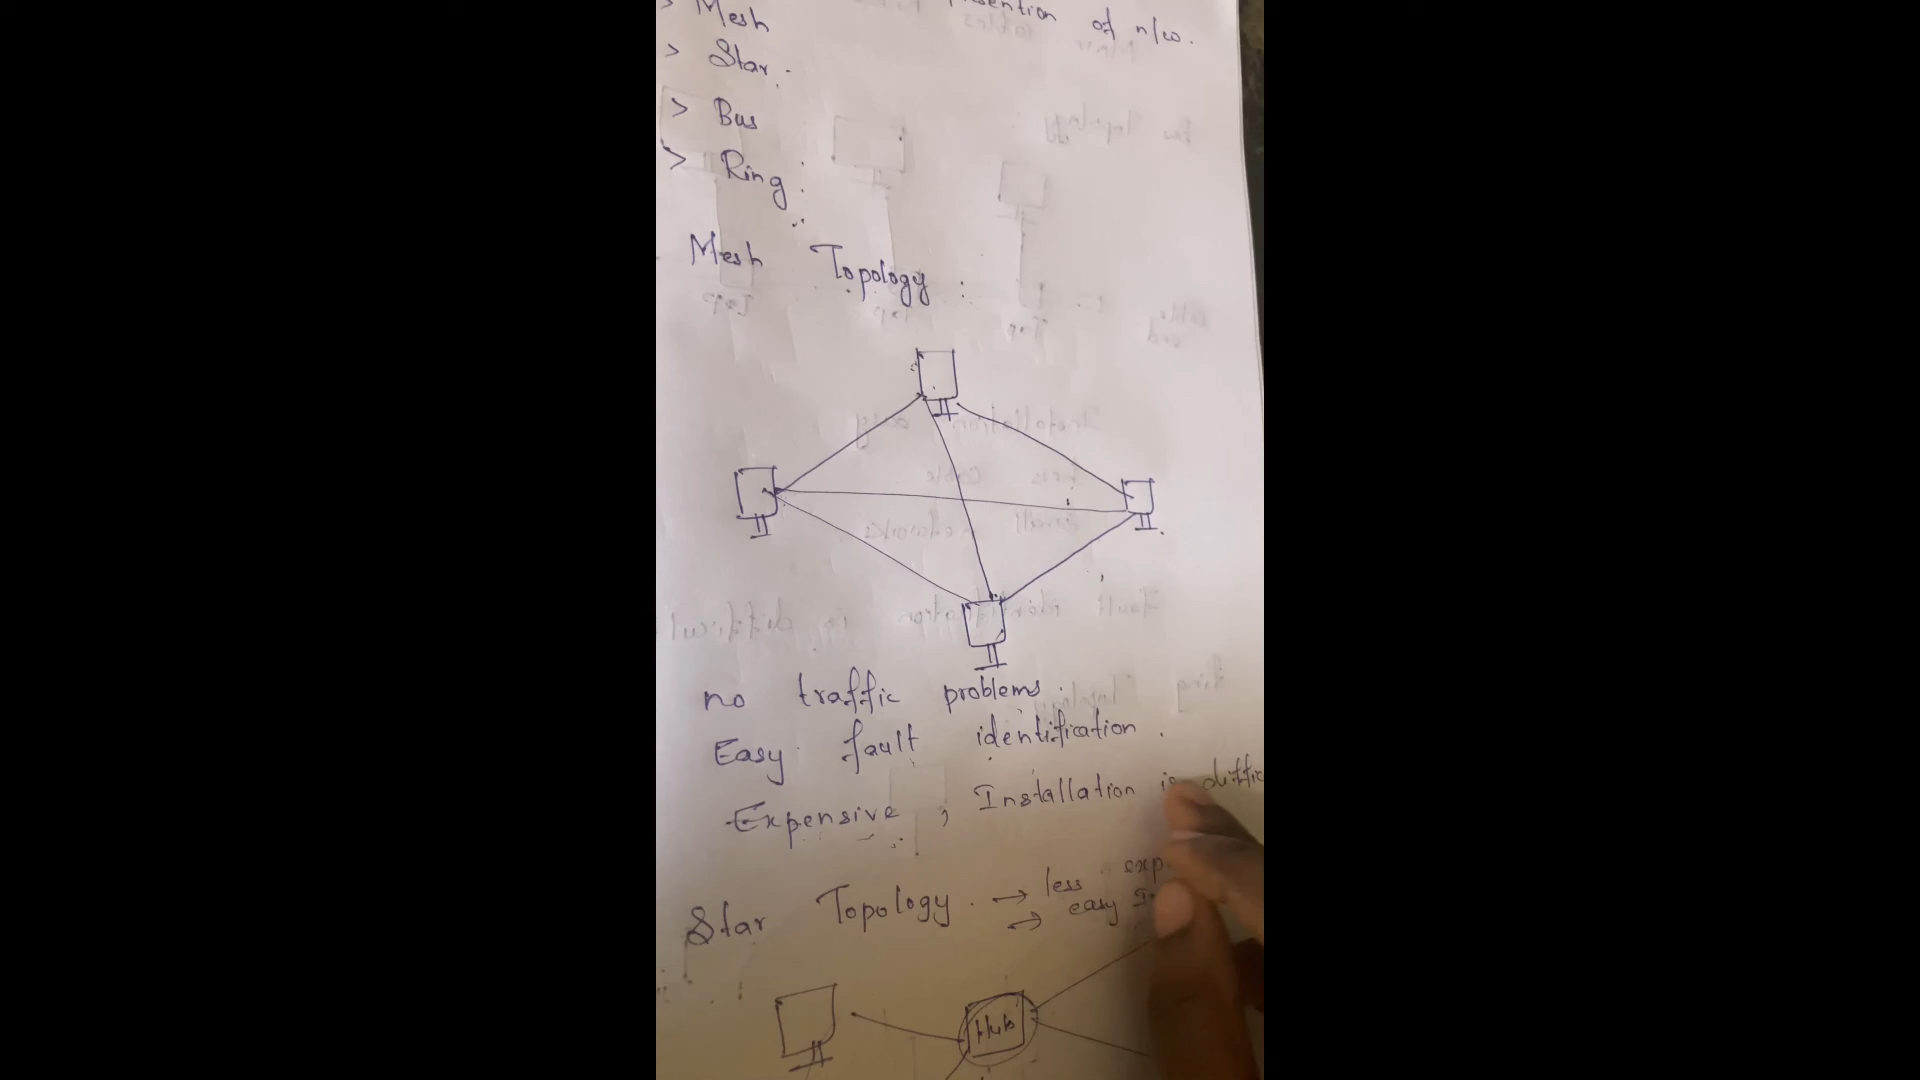 > Mesh of n/w.
> Star.
> Bus
> Ring:
Mesh Topology :
no traffic problems.
Easy fault identification.
Expensive , Installation is
Star Topology. → less
→ easy
Hub